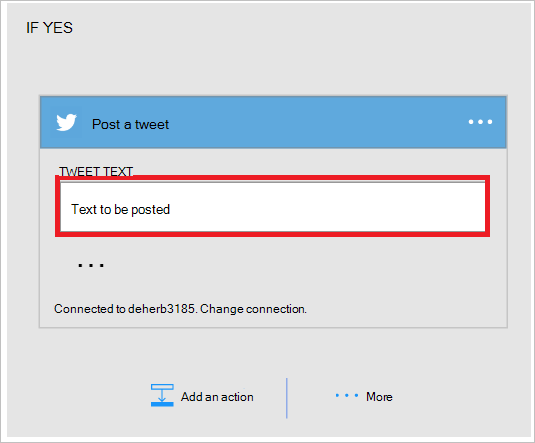 IF YES
Post a tweet
TWEET TEXT
Text to be posted
Connected to deherb3185. Change connection.
Add an action
More